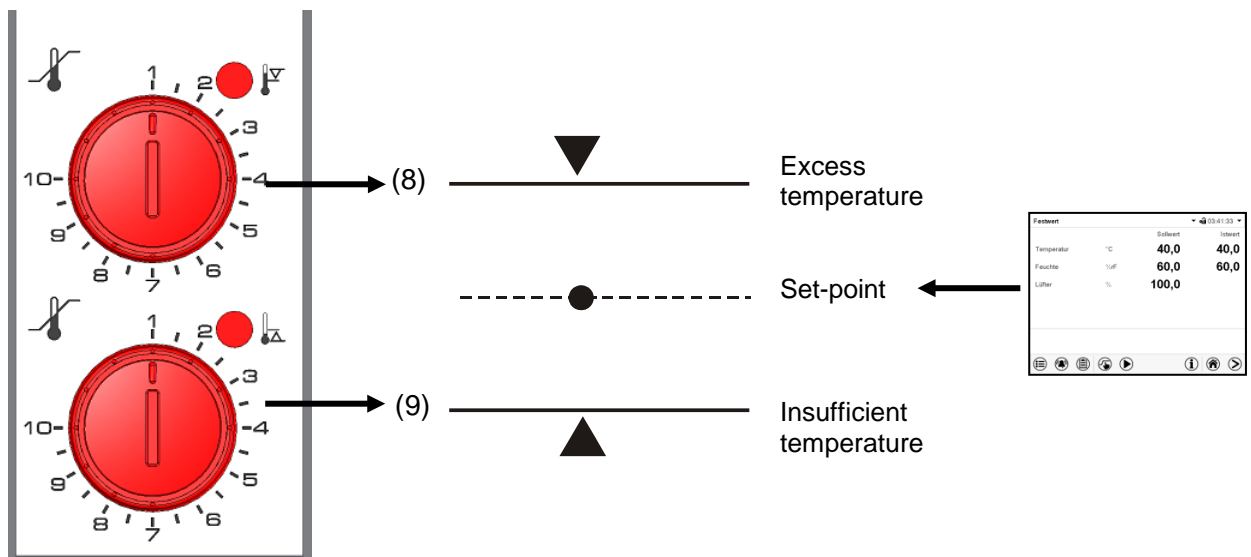 1
2
3
4
5
6
7
8
9
10
(8)
Excess
temperature
Set-point
Festwert 03:41:33
Sollwert Istwert
Temperatur °C 40,0 40,0
Feuchte %rF 60,0 60,0
Lüfter % 100,0
1
2
3
4
5
6
7
8
9
10
(9)
Insufficient
temperature